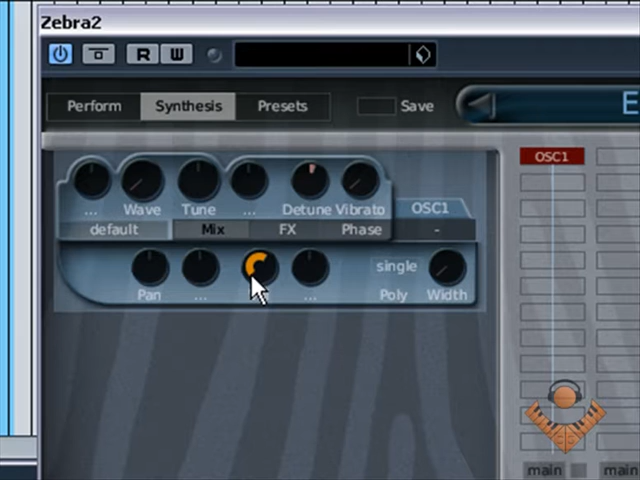 Zebra2
R W
Perform Synthesis Presets Save
E
OSC1
... Wave Tune ... Detune Vibrato
OSC1
default Mix FX Phase -
single
Pan ... ... Poly Width
main main